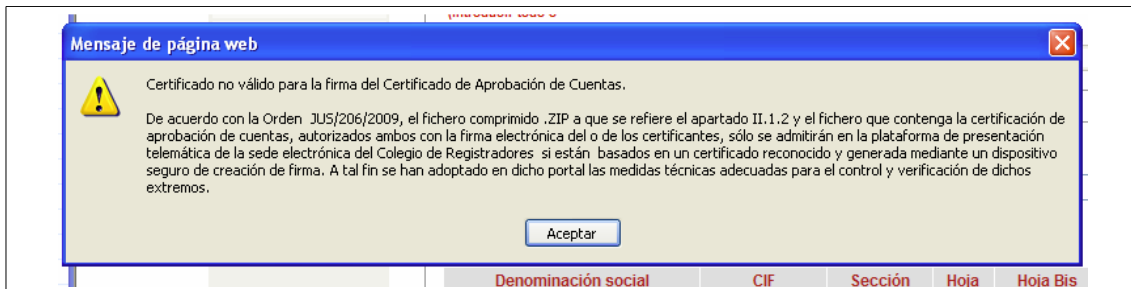 (Introducir todo o
Mensaje de página web
Certificado no válido para la firma del Certificado de Aprobación de Cuentas.
De acuerdo con la Orden JUS/206/2009, el fichero comprimido .ZIP a que se refiere el apartado II.1.2 y el fichero que contenga la certificación de
aprobación de cuentas, autorizados ambos con la firma electrónica del o de los certificantes, sólo se admitirán en la plataforma de presentación
telemática de la sede electrónica del Colegio de Registradores si están basados en un certificado reconocido y generada mediante un dispositivo
seguro de creación de firma. A tal fin se han adoptado en dicho portal las medidas técnicas adecuadas para el control y verificación de dichos
extremos.
Aceptar
Denominación social CIF Sección Hoja Hoja Bis